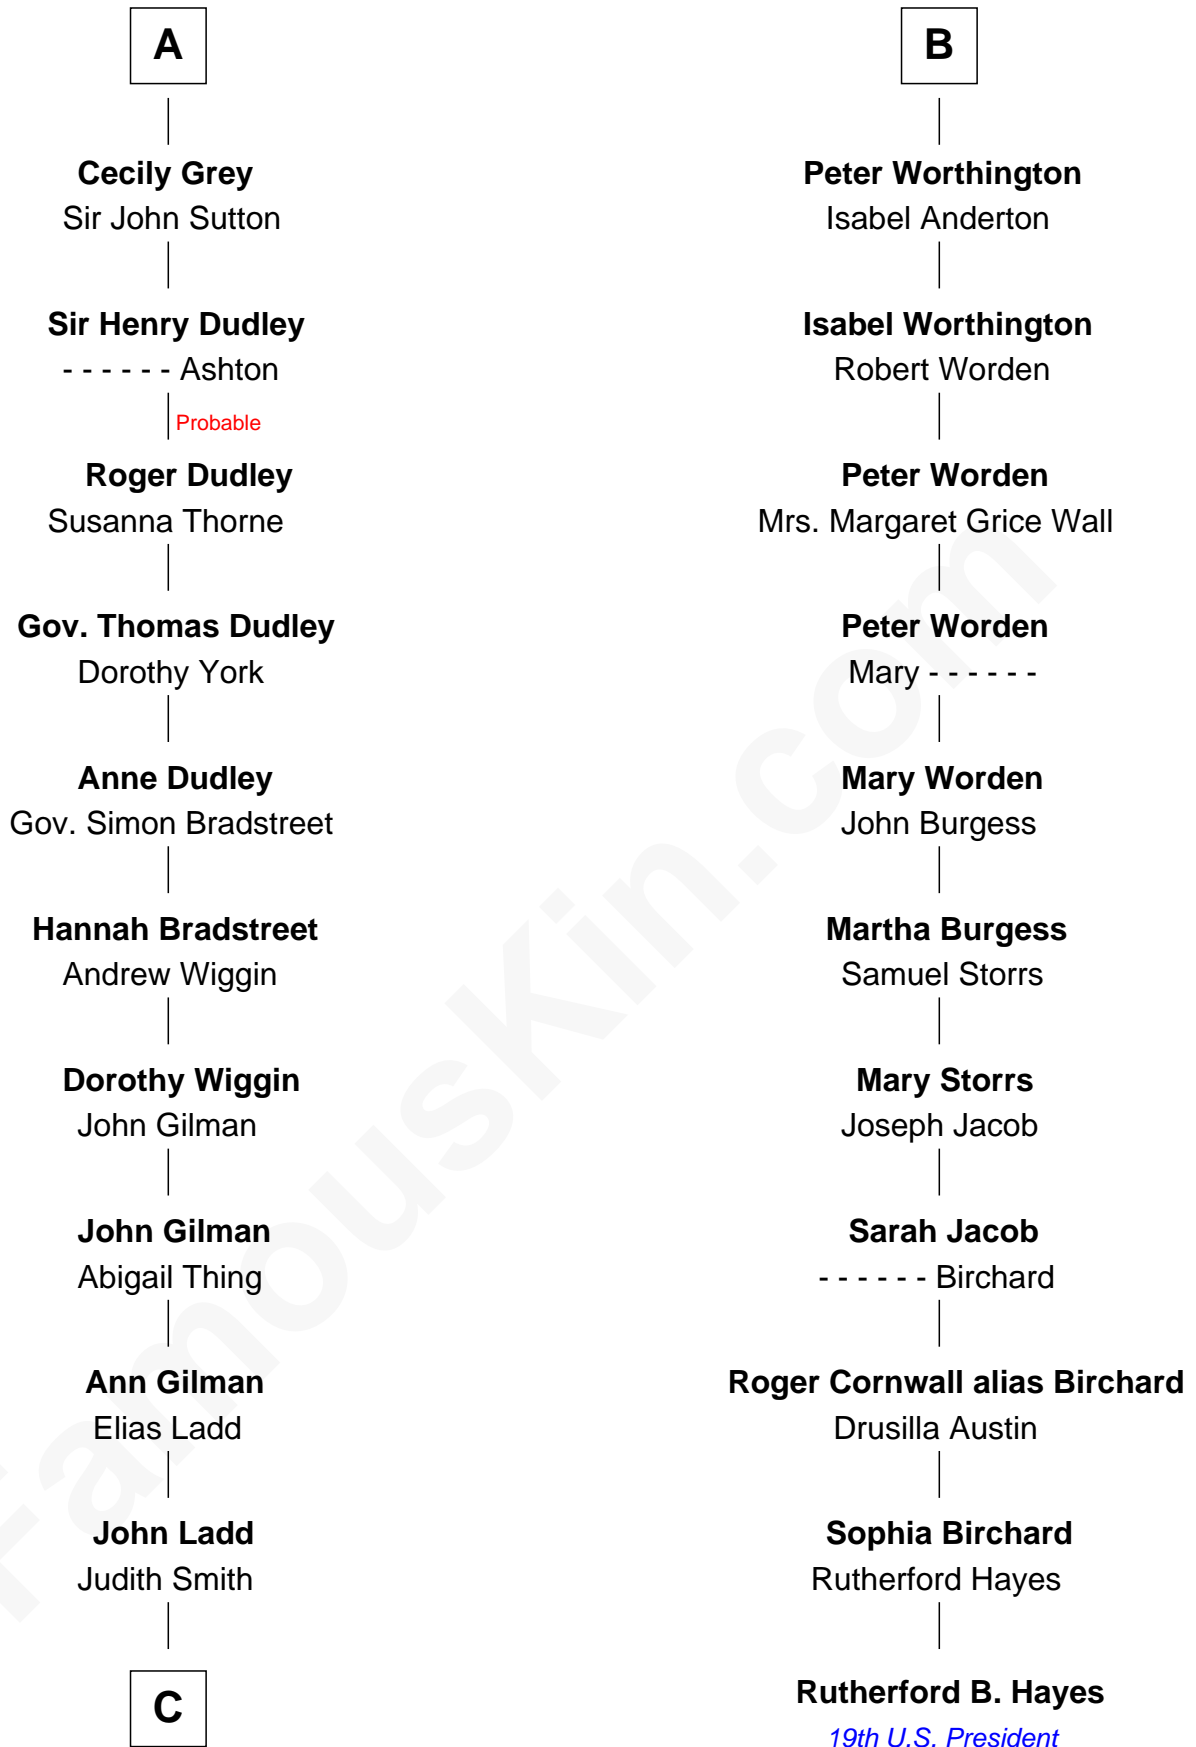 A
Cecily Grey
Sir John Sutton
Sir Henry Dudley
- - - - - - Ashton
Probable
Roger Dudley
Susanna Thorne
Gov. Thomas Dudley
Dorothy York
Anne Dudley
Gov. Simon Bradstreet
Hannah Bradstreet
Andrew Wiggin
Dorothy Wiggin
John Gilman
John Gilman
Abigail Thing
Ann Gilman
Elias Ladd
John Ladd
Judith Smith
C
B
Peter Worthington
Isabel Anderton
Isabel Worthington
Robert Worden
Peter Worden
Mrs. Margaret Grice Wall
Peter Worden
Mary - - - - - -
Mary Worden
John Burgess
Martha Burgess
Samuel Storrs
Mary Storrs
Joseph Jacob
Sarah Jacob
- - - - - - Birchard
Roger Cornwall alias Birchard
Drusilla Austin
Sophia Birchard
Rutherford Hayes
Rutherford B. Hayes
19th U.S. President
FamousKin.com